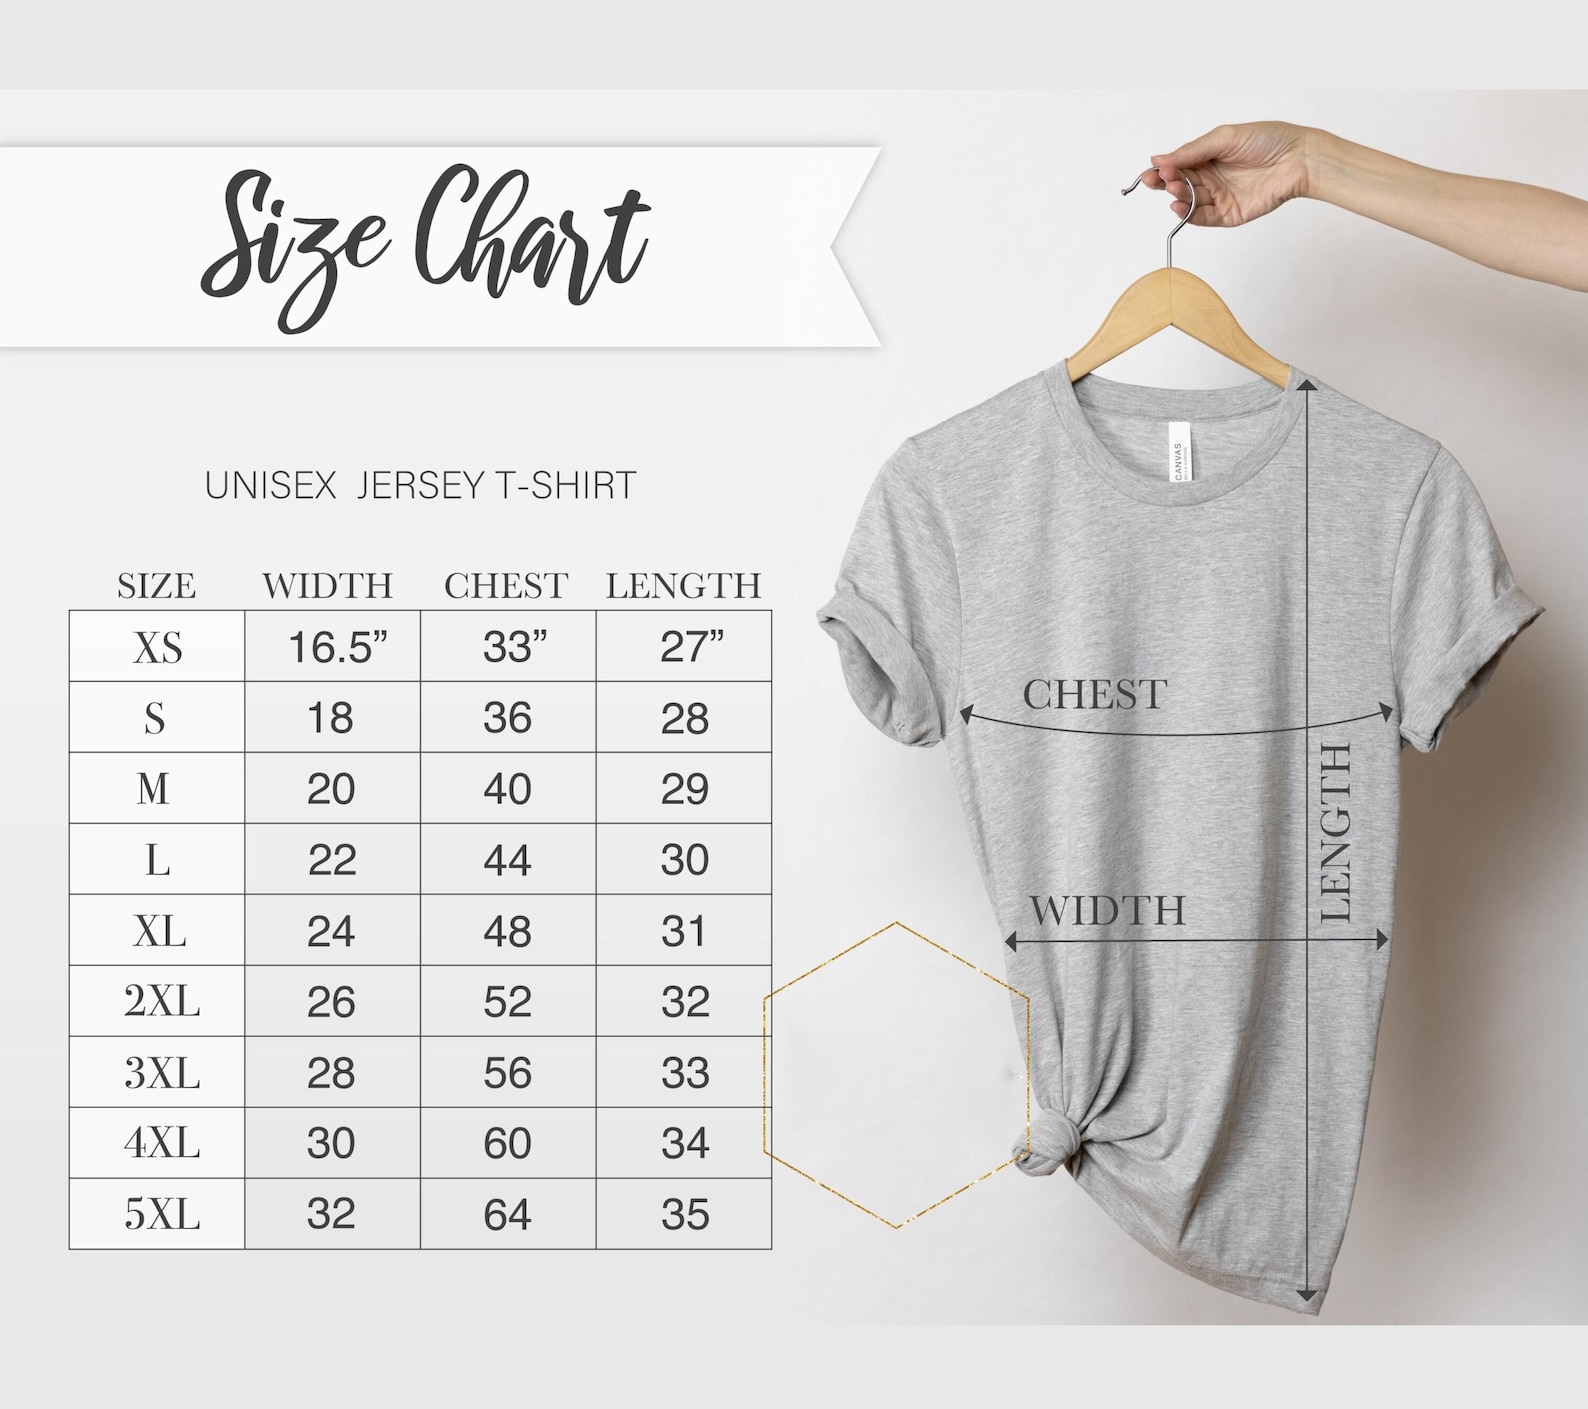 Size Chart
UNISEX JERSEY T-SHIRT
SIZE WIDTH CHEST LENGTH
XS 16.5” 33” 27”
S 18 36 28
M 20 40 29
L 22 44 30
XL 24 48 31
2XL 26 52 32
3XL 28 56 33
4XL 30 60 34
5XL 32 64 35
CANVAS
CHEST
LENGTH
WIDTH